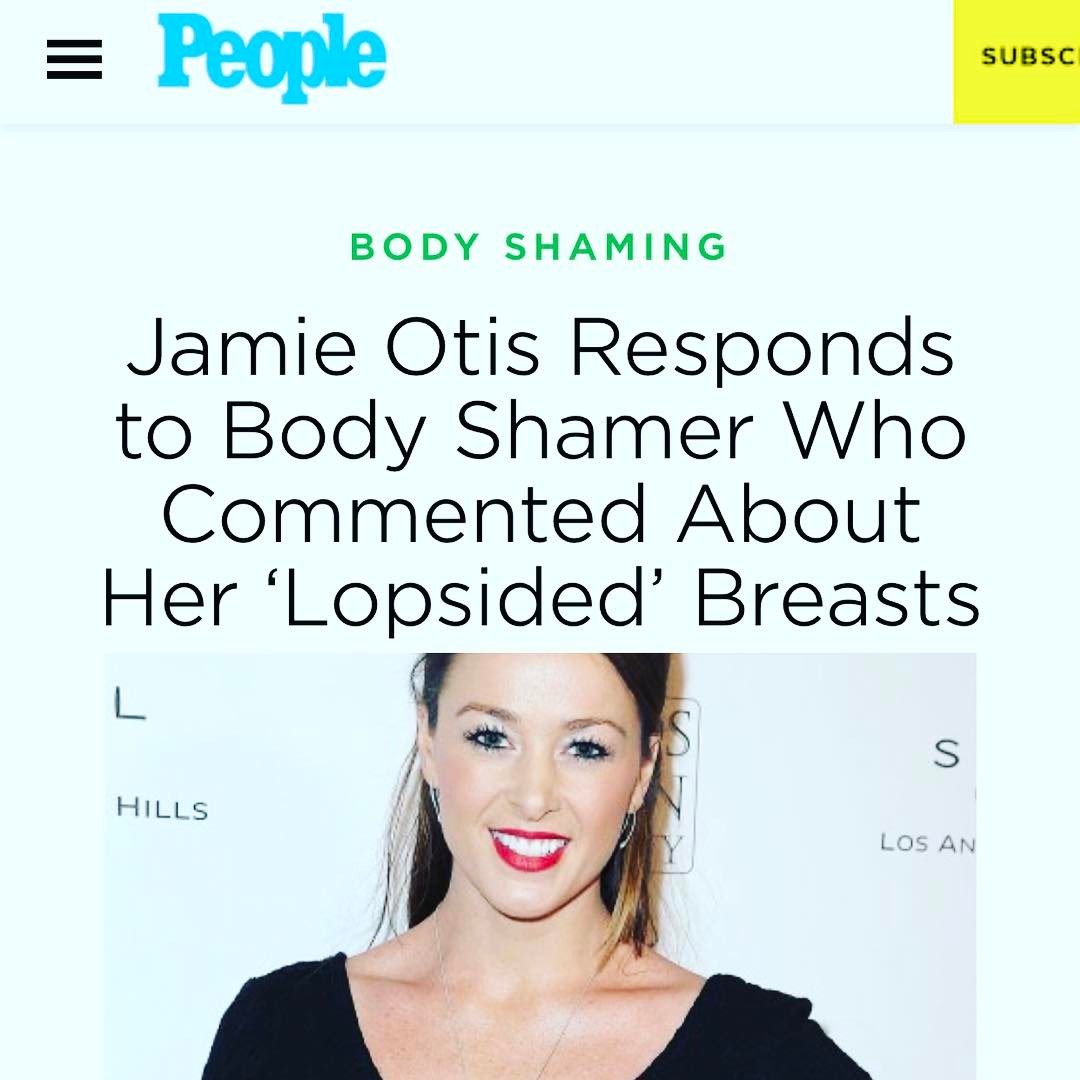 People
SUBSC
BODY SHAMING
Jamie Otis Responds
to Body Shamer Who
Commented About
Her ‘Lopsided’ Breasts
L
HILLS
S
N
Y
S
LOS AN